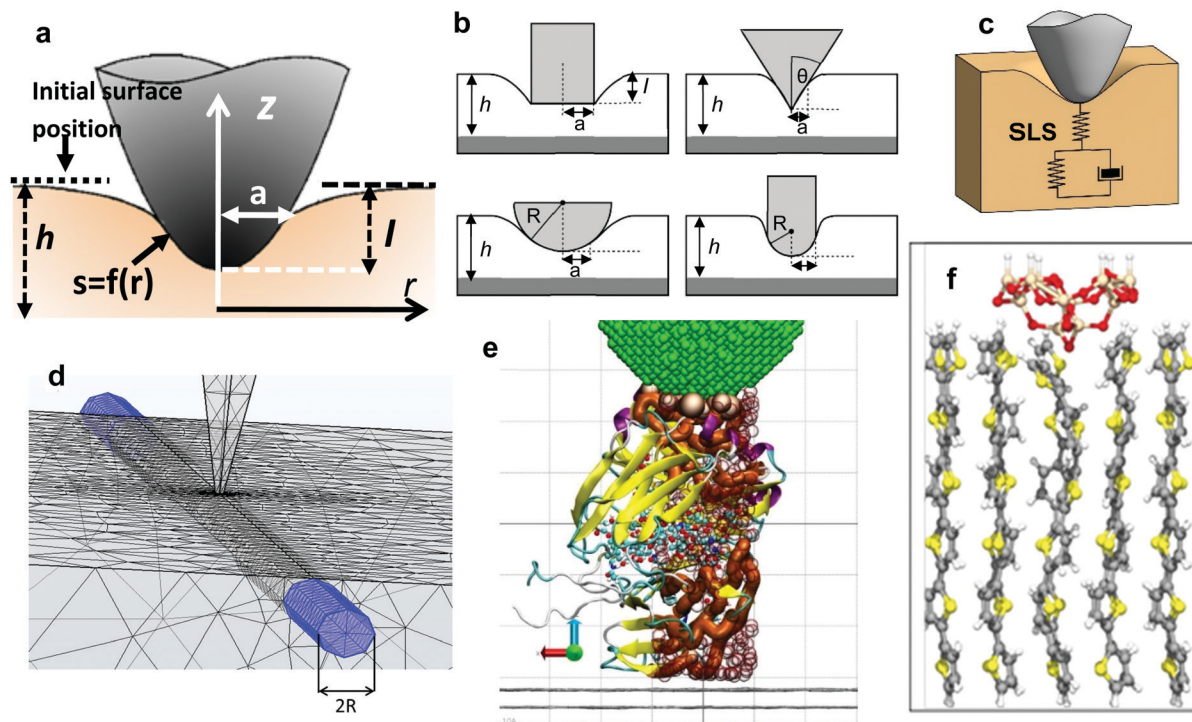 a
Initial surface
position
z
a
h
I
s=f(r)
r
b
h
I
a
θ
h
a
R
h
a
R
h
c
SLS
d
2R
e
f